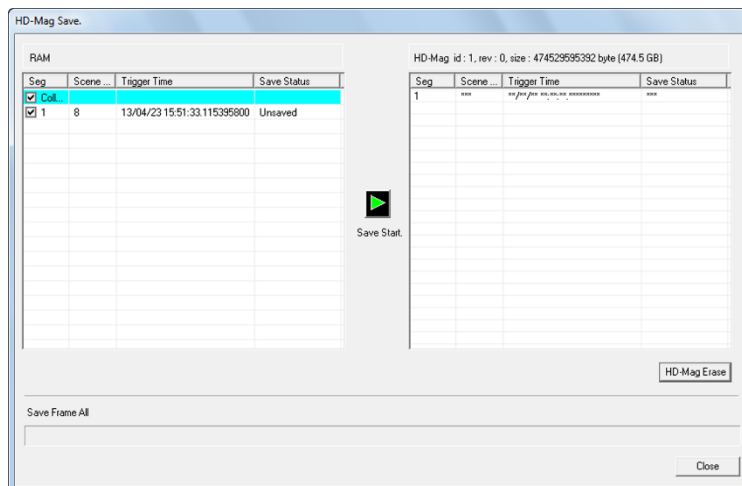 HD-Mag Save.
RAM
HD-Mag id : 1, rev : 0, size : 474529595392 byte (474.5 GB)
Seg Scene ... Trigger Time Save Status
Coll...
1 8 13/04/23 15:51:33.115395800 Unsaved
Seg Scene ... Trigger Time Save Status
1 *** **/**/** **:**:**.********* ***
Save Start.
HD-Mag Erase
Save Frame All
Close